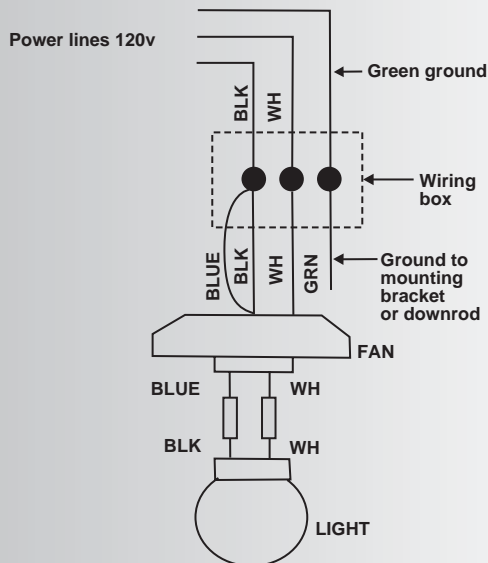 Power lines 120v
Green ground
BLK
WH
Wiring
box
BLUE
BLK
WH
GRN
Ground to
mounting
bracket
or downrod
FAN
BLUE
WH
BLK
WH
LIGHT